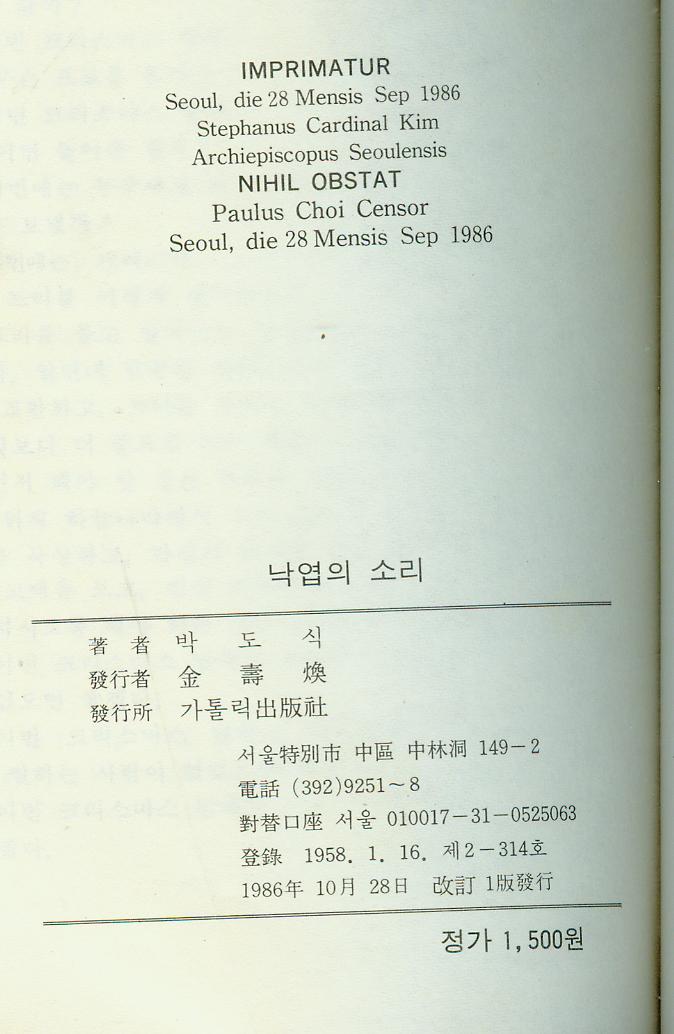 IMPRIMATUR
Seoul, die 28 Mensis Sep 1986
Stephanus Cardinal Kim
Archiepiscopus Seoulensis
NIHIL OBSTAT
Paulus Choi Censor
Seoul, die 28 Mensis Sep 1986
낙엽의 소리
著 者 박 도 식
發行者 金 壽 煥
發行所 가톨릭出版社
서울特別市 中區 中林洞 149-2
電話 (392)9251~8
對替口座 서울 010017-31-0525063
登錄 1958. 1. 16. 제2-314호
1986年 10月 28日 改訂 1版發行
정가 1,500원